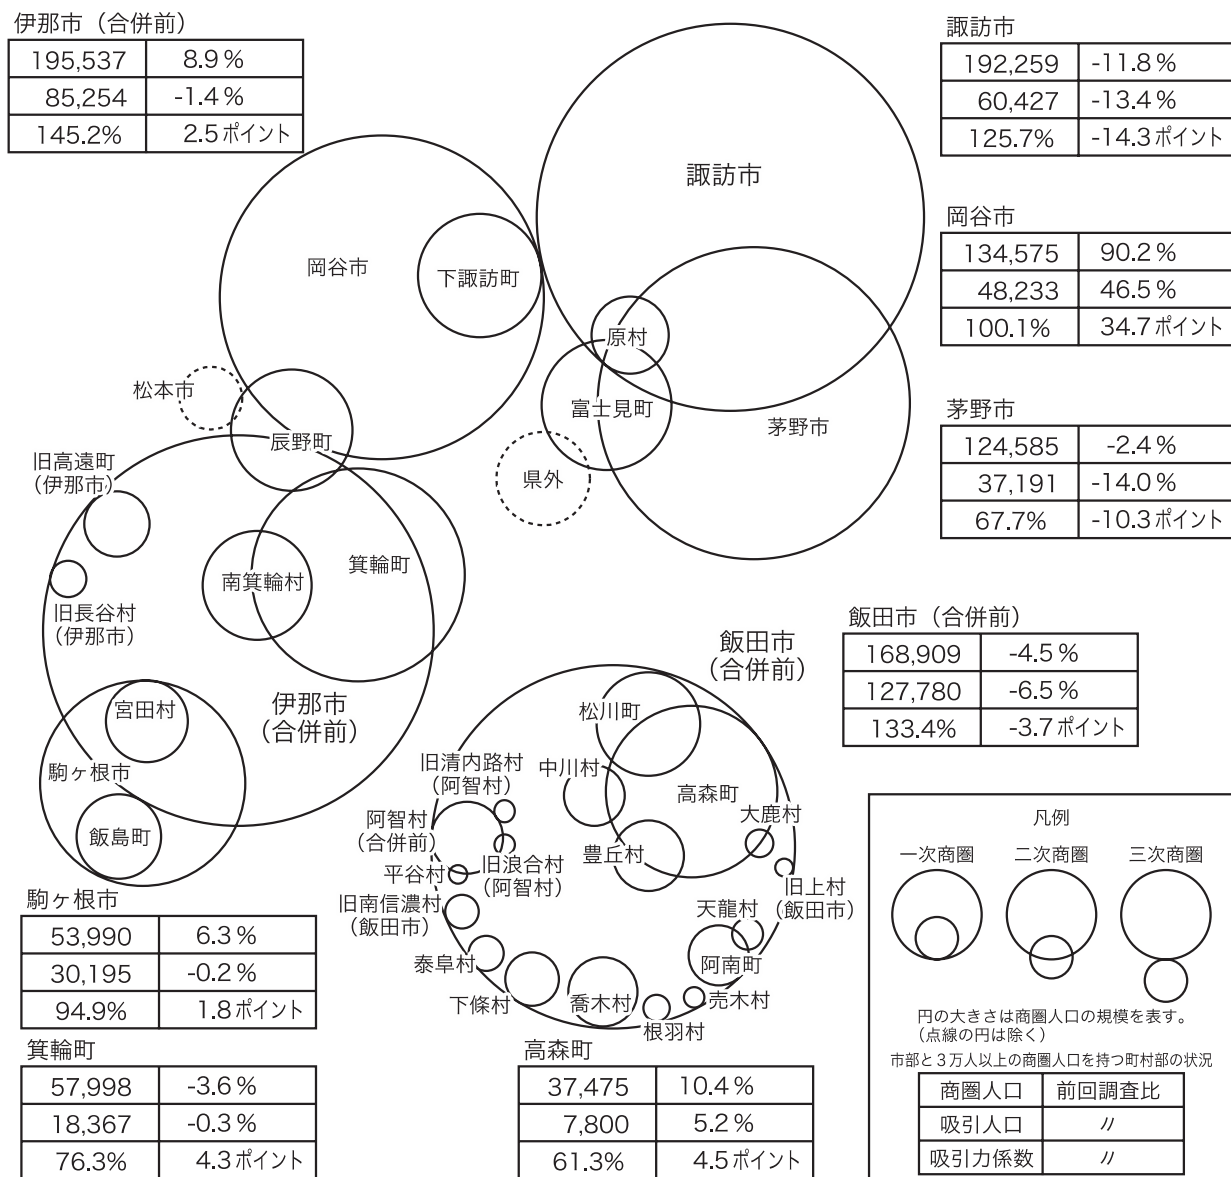 伊那市（合併前）
195,537 8.9％
85,254 -1.4％
145.2% 2.5ポイント
諏訪市
192,259 -11.8％
60,427 -13.4％
125.7% -14.3ポイント
岡谷市
134,575 90.2％
48,233 46.5％
100.1% 34.7ポイント
茅野市
124,585 -2.4％
37,191 -14.0％
67.7% -10.3ポイント
諏訪市
岡谷市
下諏訪町
原村
富士見町
茅野市
県外
松本市
辰野町
旧高遠町
（伊那市）
南箕輪村
箕輪町
旧長谷村
（伊那市）
伊那市
（合併前）
宮田村
駒ヶ根市
飯島町
飯田市（合併前）
168,909 -4.5％
127,780 -6.5％
133.4% -3.7ポイント
飯田市
（合併前）
松川町
中川村
高森町
旧清内路村
（阿智村）
大鹿村
阿智村
（合併前）
豊丘村
平谷村
旧浪合村
（阿智村）
旧上村
（飯田市）
旧南信濃村
（飯田市）
天龍村
泰阜村
阿南町
下條村
喬木村
売木村
根羽村
駒ヶ根市
53,990 6.3％
30,195 -0.2％
94.9% 1.8ポイント
箕輪町
57,998 -3.6％
18,367 -0.3％
76.3% 4.3ポイント
高森町
37,475 10.4％
7,800 5.2％
61.3% 4.5ポイント
凡例
一次商圏 二次商圏 三次商圏
円の大きさは商圏人口の規模を表す。
（点線の円は除く）
市部と３万人以上の商圏人口を持つ町村部の状況
商圏人口 前回調査比
吸引人口 〃
吸引力係数 〃